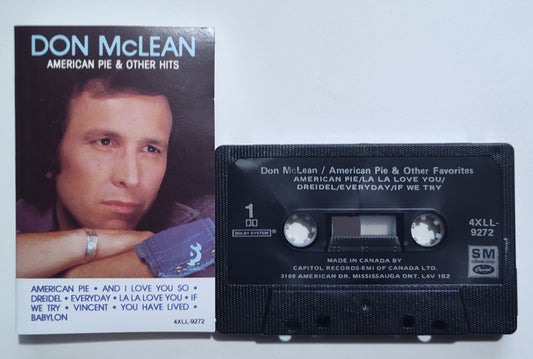 DON McLEAN
AMERICAN PIE & OTHER HITS
AMERICAN PIE • AND I LOVE YOU SO •
DREIDEL • EVERYDAY • LA LA LOVE YOU • IF
WE TRY • VINCENT • YOU HAVE LIVED •
BABYLON
4XLL-9272
Don McLean / American Pie & Other Favorites
AMERICAN PIE/LA LA LOVE YOU/
DREIDEL/EVERYDAY/IF WE TRY
1
DOLBY SYSTEM
4XLL-
9272
SM
Capitol
MADE IN CANADA BY
CAPITOL RECORDS-EMI OF CANADA LTD.
3109 AMERICAN DR. MISSISSAUGA ONT. L4V 1B2